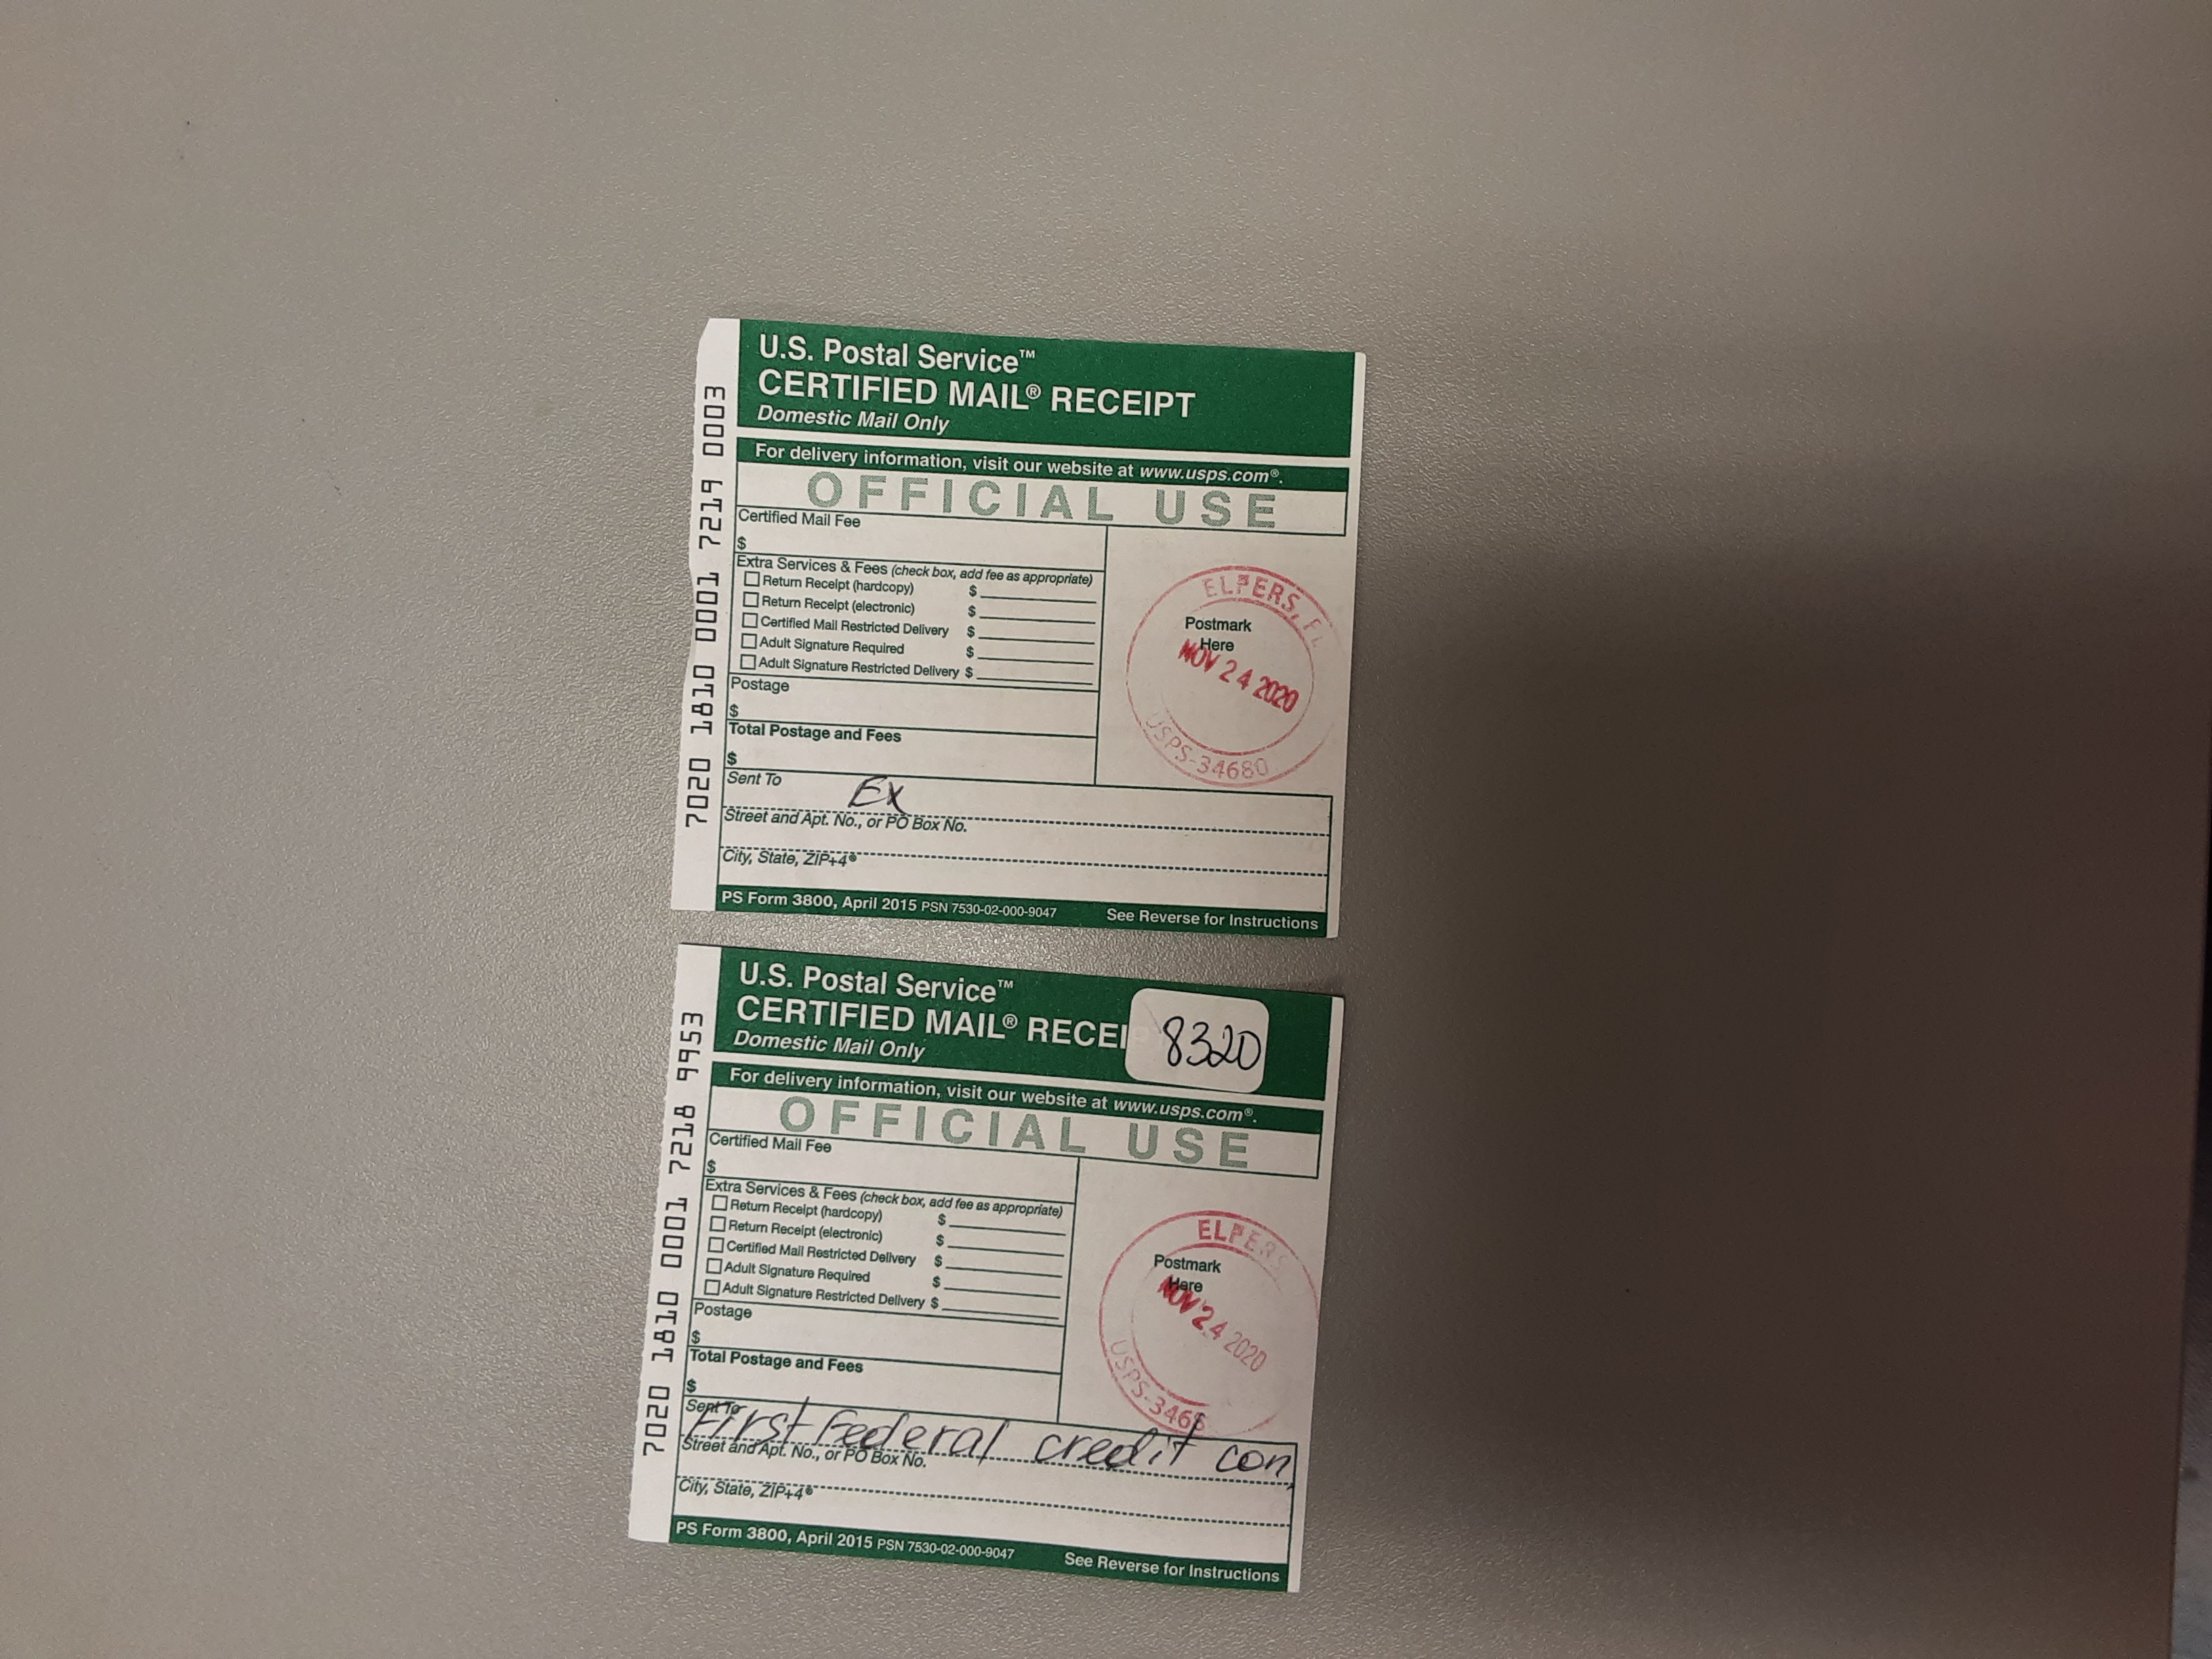 7020 1810 0001 7219 0003
U.S. Postal Service™
CERTIFIED MAIL® RECEIPT
Domestic Mail Only
For delivery information, visit our website at www.usps.com®.
OFFICIAL USE
Certified Mail Fee
$
Extra Services & Fees (check box, add fee as appropriate)
Return Receipt (hardcopy) $
Return Receipt (electronic) $
Certified Mail Restricted Delivery $
Adult Signature Required $
Adult Signature Restricted Delivery $
Postage
$
Total Postage and Fees
$
Postmark
Here
ELFERS, FL
NOV 24 2020
USPS-34680
Sent To
Ex
Street and Apt. No., or PO Box No.
City, State, ZIP+4®
PS Form 3800, April 2015 PSN 7530-02-000-9047 See Reverse for Instructions
7020 1810 0001 7218 9953
U.S. Postal Service™
CERTIFIED MAIL® RECEI
8320
Domestic Mail Only
For delivery information, visit our website at www.usps.com®.
OFFICIAL USE
Certified Mail Fee
$
Extra Services & Fees (check box, add fee as appropriate)
Return Receipt (hardcopy) $
Return Receipt (electronic) $
Certified Mail Restricted Delivery $
Adult Signature Required $
Adult Signature Restricted Delivery $
Postage
$
Total Postage and Fees
$
Postmark
Here
ELFERS
NOV 24 2020
Sent To
First federal credit con
Street and Apt. No., or PO Box No.
City, State, ZIP+4®
PS Form 3800, April 2015 PSN 7530-02-000-9047 See Reverse for Instructions